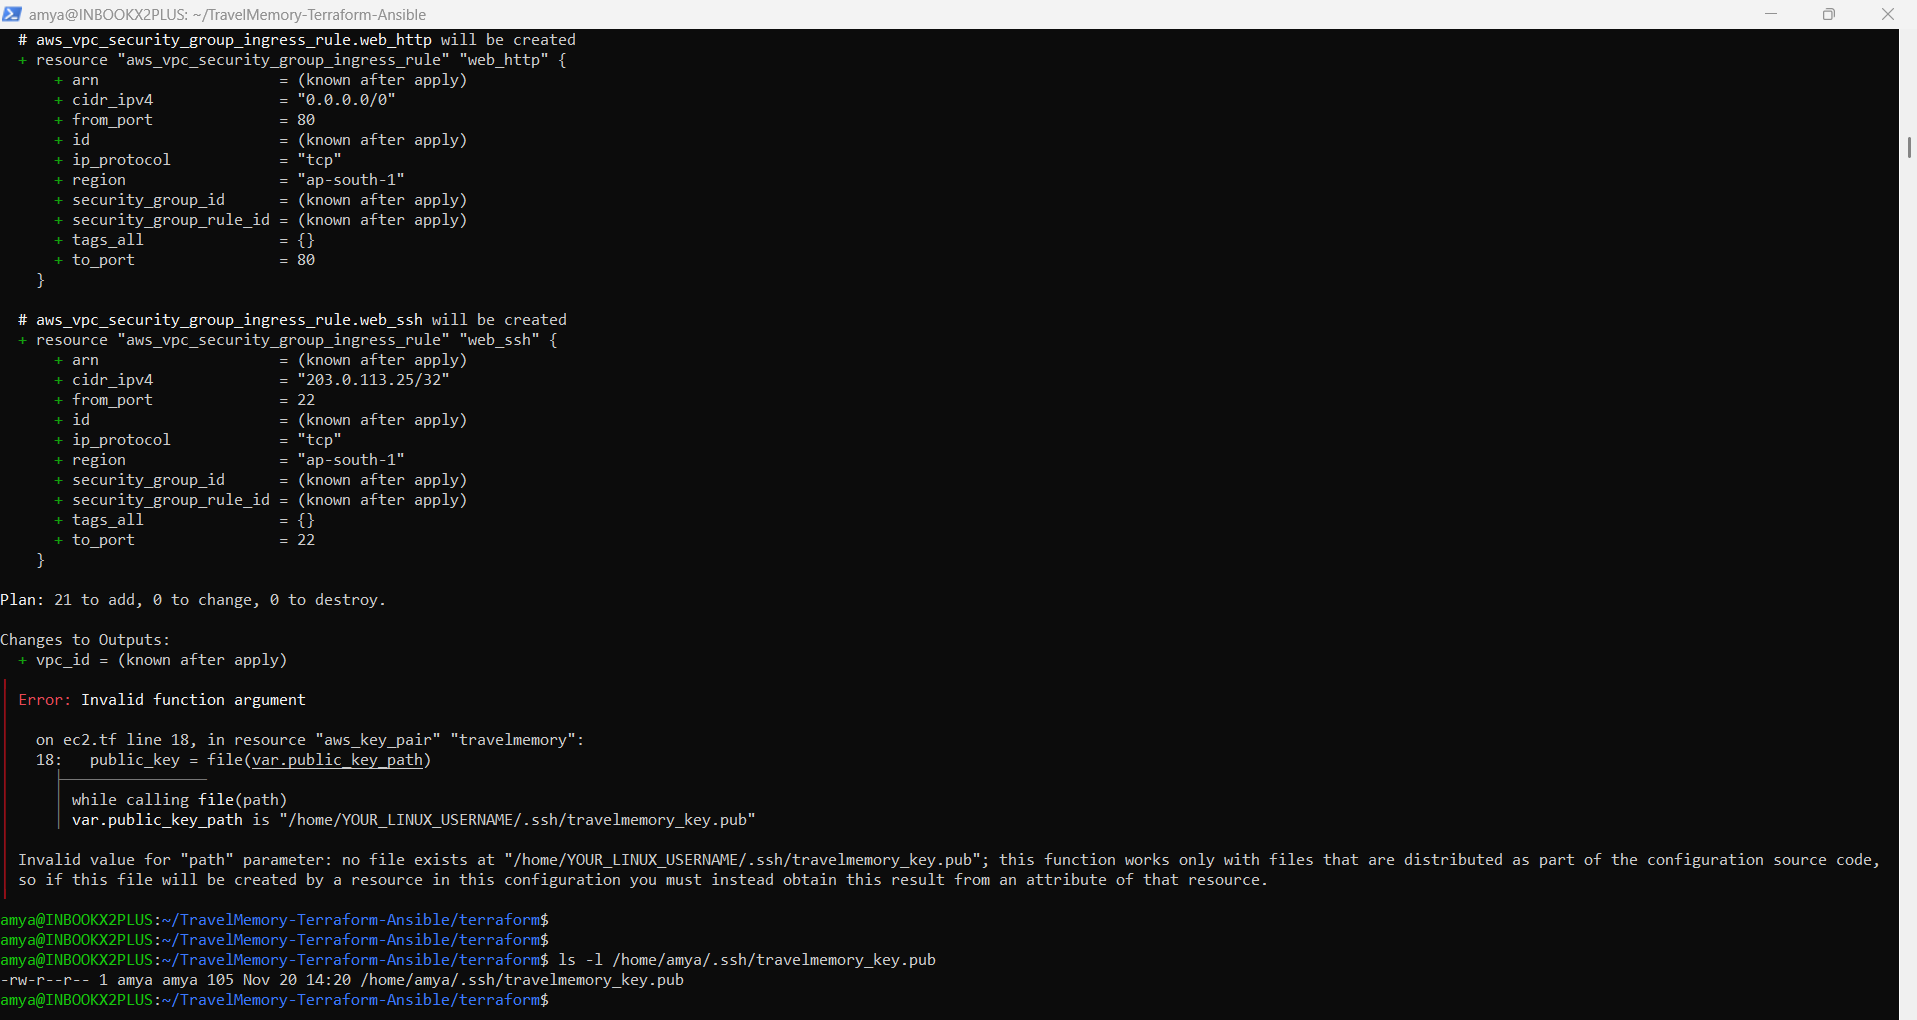 amya@INBOOKX2PLUS: ~/TravelMemory-Terraform-Ansible
# aws_vpc_security_group_ingress_rule.web_http will be created
+ resource "aws_vpc_security_group_ingress_rule" "web_http" {
+ arn = (known after apply)
+ cidr_ipv4 = "0.0.0.0/0"
+ from_port = 80
+ id = (known after apply)
+ ip_protocol = "tcp"
+ region = "ap-south-1"
+ security_group_id = (known after apply)
+ security_group_rule_id = (known after apply)
+ tags_all = {}
+ to_port = 80
}
# aws_vpc_security_group_ingress_rule.web_ssh will be created
+ resource "aws_vpc_security_group_ingress_rule" "web_ssh" {
+ arn = (known after apply)
+ cidr_ipv4 = "203.0.113.25/32"
+ from_port = 22
+ id = (known after apply)
+ ip_protocol = "tcp"
+ region = "ap-south-1"
+ security_group_id = (known after apply)
+ security_group_rule_id = (known after apply)
+ tags_all = {}
+ to_port = 22
}
Plan: 21 to add, 0 to change, 0 to destroy.
Changes to Outputs:
+ vpc_id = (known after apply)
Error: Invalid function argument
on ec2.tf line 18, in resource "aws_key_pair" "travelmemory":
18: public_key = file(var.public_key_path)
while calling file(path)
var.public_key_path is "/home/YOUR_LINUX_USERNAME/.ssh/travelmemory_key.pub"
Invalid value for "path" parameter: no file exists at "/home/YOUR_LINUX_USERNAME/.ssh/travelmemory_key.pub"; this function works only with files that are distributed as part of the configuration source code,
so if this file will be created by a resource in this configuration you must instead obtain this result from an attribute of that resource.
amya@INBOOKX2PLUS:~/TravelMemory-Terraform-Ansible/terraform$
amya@INBOOKX2PLUS:~/TravelMemory-Terraform-Ansible/terraform$
amya@INBOOKX2PLUS:~/TravelMemory-Terraform-Ansible/terraform$ ls -l /home/amya/.ssh/travelmemory_key.pub
-rw-r--r-- 1 amya amya 105 Nov 20 14:20 /home/amya/.ssh/travelmemory_key.pub
amya@INBOOKX2PLUS:~/TravelMemory-Terraform-Ansible/terraform$